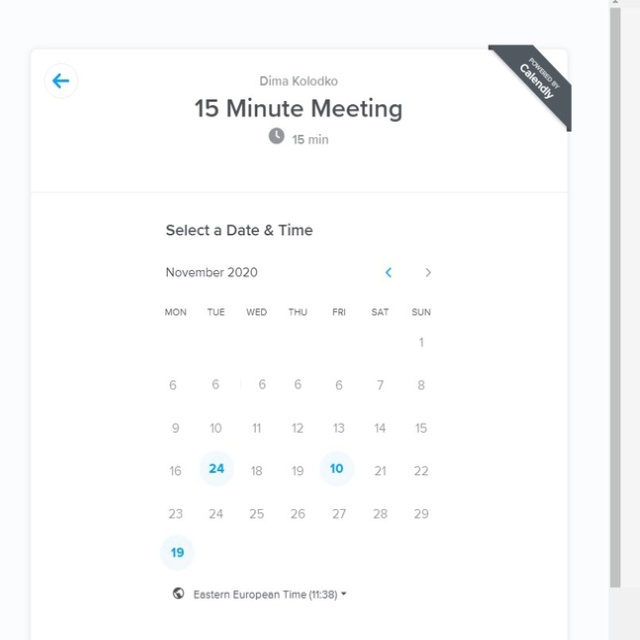 POWERED BY
Calendly
Dima Kolodko
15 Minute Meeting
15 min
Select a Date & Time
November 2020
MON TUE WED THU FRI SAT SUN
1
6 6 6 6 6 7 8
9 10 11 12 13 14 15
16 24 18 19 10 21 22
23 24 25 26 27 28 29
19
Eastern European Time (11:38)